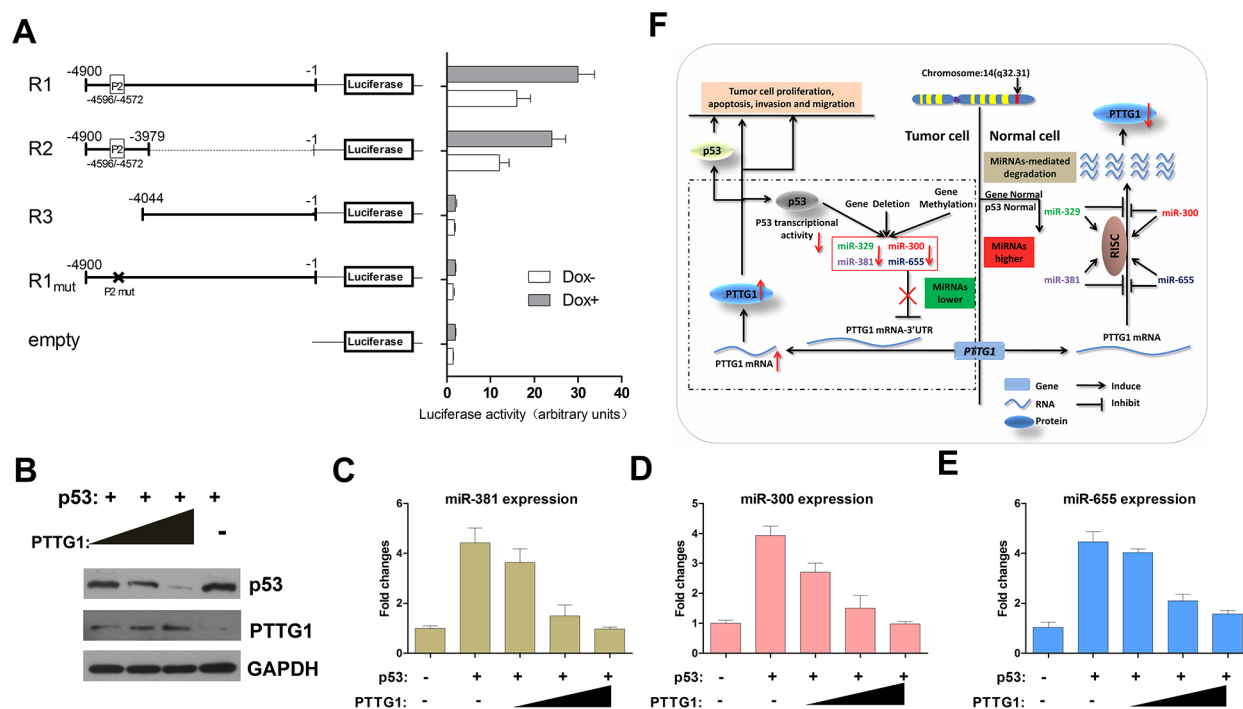 A
R1
-4900
-1
P2
-4596/-4572
Luciferase
R2
-4900
-3979
-1
P2
-4596/-4572
Luciferase
R3
-4044
-1
Luciferase
R1mut
-4900
-1
P2 mut
Luciferase
empty
Luciferase
Dox-
Dox+
0 10 20 30 40
Luciferase activity (arbitrary units)
F
Chromosome:14(q32.31)
Tumor cell proliferation,
apoptosis, invasion and migration
Tumor cell
Normal cell
PTTG1
p53
MiRNAs-mediated
degradation
p53
P53 transcriptional
activity
Gene Deletion
Gene
Methylation
Gene Normal
p53 Normal
miR-329 miR-300
miR-381 miR-655
MiRNAs
higher
miR-329
miR-300
RISC
miR-381
miR-655
PTTG1
MiRNAs
lower
PTTG1 mRNA-3'UTR
PTTG1 mRNA
PTTG1
PTTG1 mRNA
Gene
Induce
RNA
Inhibit
Protein
B
p53: + + + +
PTTG1: -
p53
PTTG1
GAPDH
C
miR-381 expression
Fold changes
6
4
2
0
p53: - + + + +
PTTG1: - -
D
miR-300 expression
Fold changes
5
4
3
2
1
0
p53: - + + + +
PTTG1: - -
E
miR-655 expression
Fold changes
6
4
2
0
p53: - + + + +
PTTG1: - -